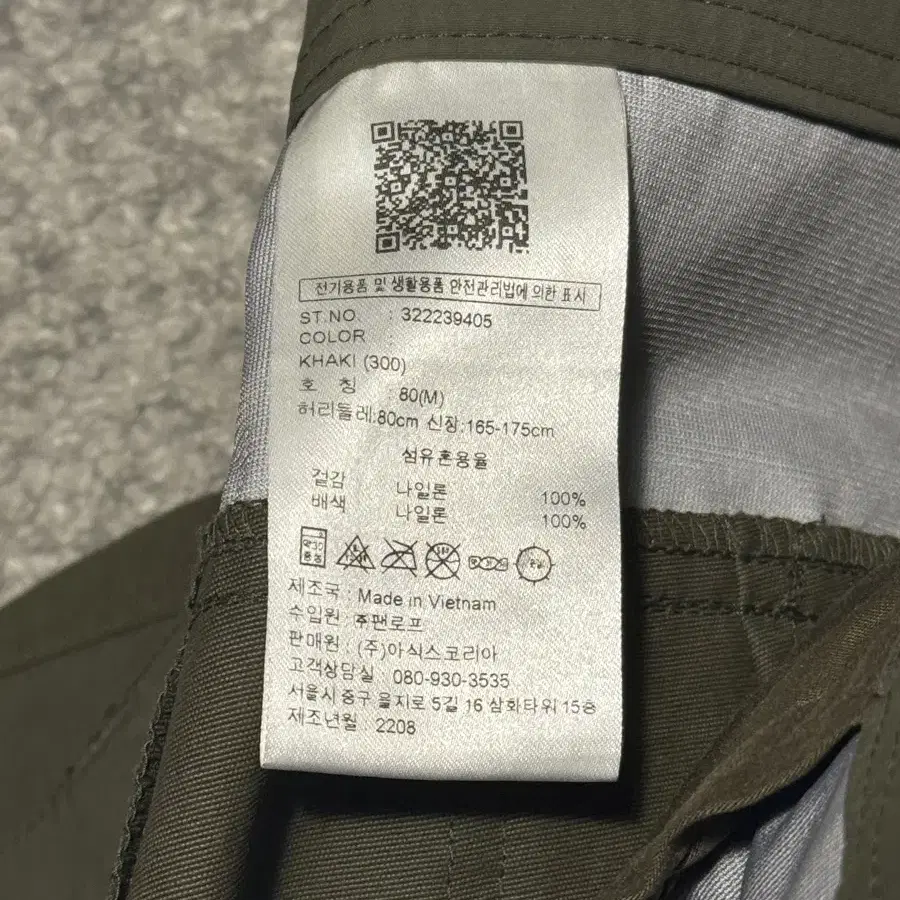 전기용품 및 생활용품 안전관리법에 의한 표시
ST.NO. : 322239405
COLOR :
KHAKI (300)
호 칭 : 80(M)
허리둘레:80cm 신장:165-175cm
섬유혼용율
겉감 나일론 100%
배색 나일론 100%
제조국 : Made in Vietnam
수입원 : ㈜팬로프
판매원 : (주)아식스코리아
고객상담실 080-930-3535
서울시 중구 을지로 5길 16 삼화타워 15층
제조년월 : 2208